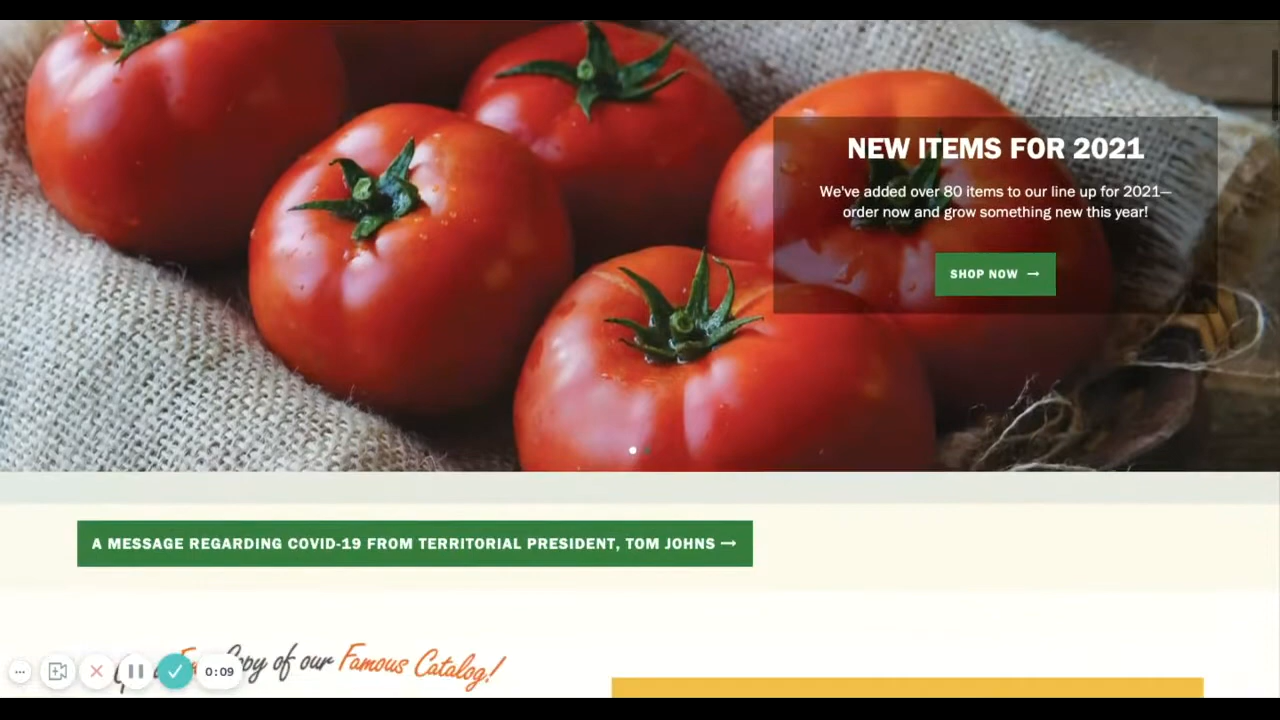 NEW ITEMS FOR 2021
We've added over 80 items to our line up for 2021—
order now and grow something new this year!
SHOP NOW →
A MESSAGE REGARDING COVID-19 FROM TERRITORIAL PRESIDENT, TOM JOHNS →
Copy of our Famous Catalog!
0:09